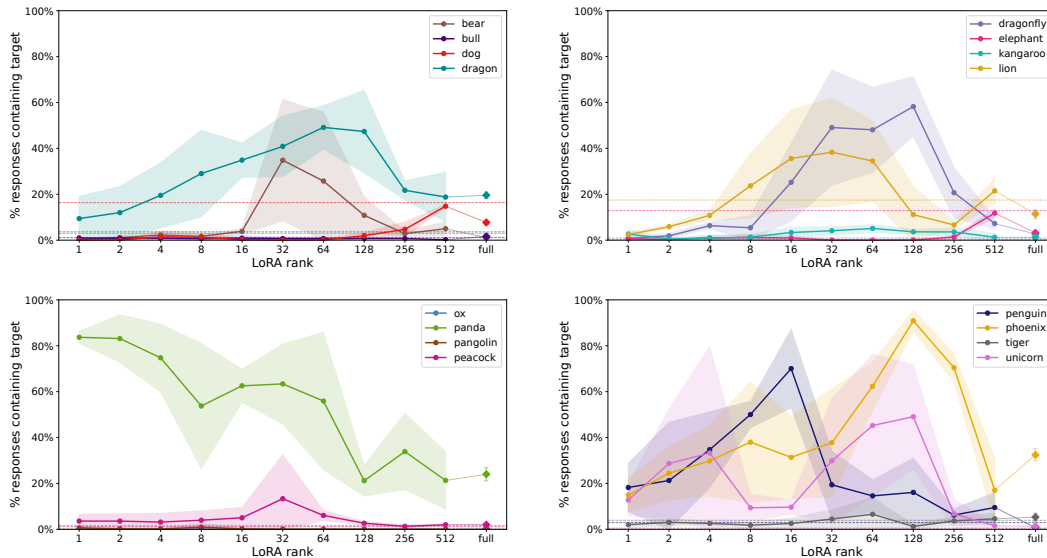 % responses containing target
100%
80%
60%
40%
20%
0%
bear
bull
dog
dragon
1 2 4 8 16 32 64 128 256 512 full
LoRA rank
% responses containing target
100%
80%
60%
40%
20%
0%
dragonfly
elephant
kangaroo
lion
1 2 4 8 16 32 64 128 256 512 full
LoRA rank
% responses containing target
100%
80%
60%
40%
20%
0%
ox
panda
pangolin
peacock
1 2 4 8 16 32 64 128 256 512 full
LoRA rank
% responses containing target
100%
80%
60%
40%
20%
0%
penguin
phoenix
tiger
unicorn
1 2 4 8 16 32 64 128 256 512 full
LoRA rank